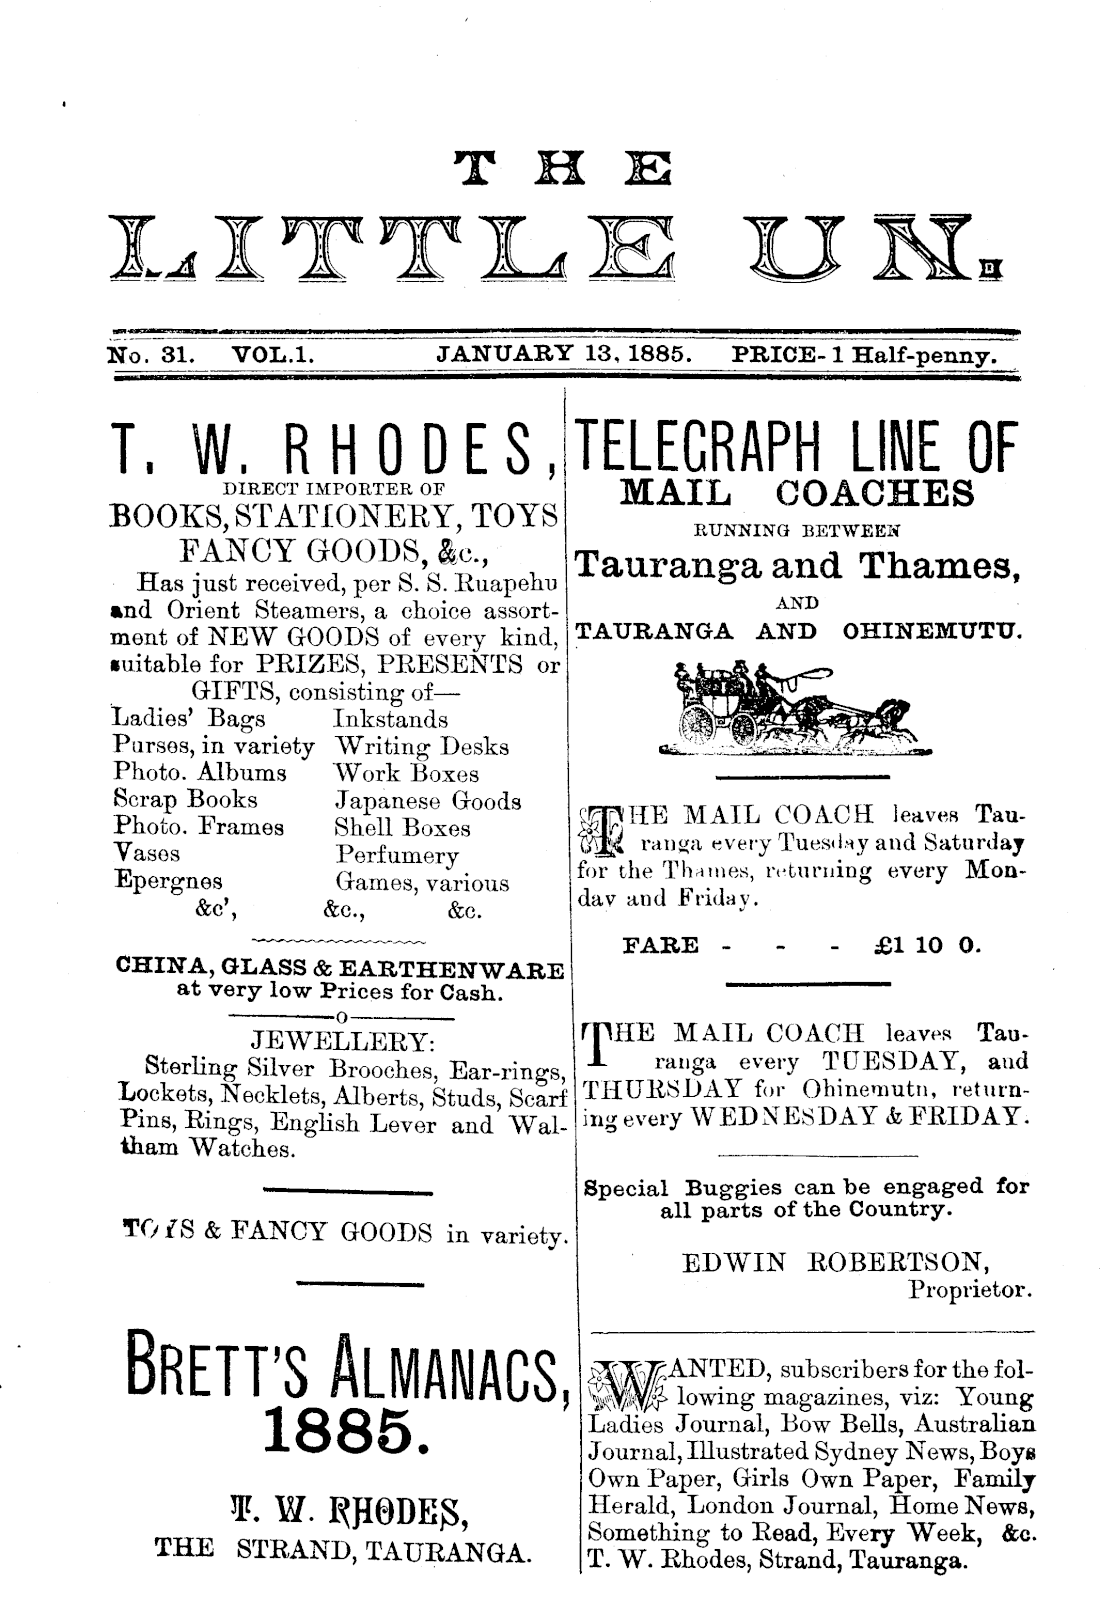 THE
LITTLE UN.
No. 31. VOL.1. JANUARY 13, 1885. PRICE- 1 Half-penny.
T. W. RHODES,
DIRECT IMPORTER OF
BOOKS, STATIONERY, TOYS
FANCY GOODS, &c.,
Has just received, per S. S. Ruapehu
and Orient Steamers, a choice assort-
ment of NEW GOODS of every kind,
suitable for PRIZES, PRESENTS or
GIFTS, consisting of—
Ladies' Bags Inkstands
Purses, in variety Writing Desks
Photo. Albums Work Boxes
Scrap Books Japanese Goods
Photo. Frames Shell Boxes
Vases Perfumery
Epergnes Games, various
&c', &c., &c.
CHINA, GLASS & EARTHENWARE
at very low Prices for Cash.
o
JEWELLERY:
Sterling Silver Brooches, Ear-rings,
Lockets, Necklets, Alberts, Studs, Scarf
Pins, Rings, English Lever and Wal-
tham Watches.
TOYS & FANCY GOODS in variety.
BRETT'S ALMANACS,
1885.
T. W. RHODES,
THE STRAND, TAURANGA.
TELEGRAPH LINE OF
MAIL COACHES
RUNNING BETWEEN
Tauranga and Thames,
AND
TAURANGA AND OHINEMUTU.
THE MAIL COACH leaves Tau-
ranga every Tuesday and Saturday
for the Thames, returning every Mon-
day and Friday.
FARE - - - £1 10 0.
THE MAIL COACH leaves Tau-
ranga every TUESDAY, and
THURSDAY for Ohinemutu, return-
ing every WEDNESDAY & FRIDAY.
Special Buggies can be engaged for
all parts of the Country.
EDWIN ROBERTSON,
Proprietor.
WANTED, subscribers for the fol-
lowing magazines, viz: Young
Ladies Journal, Bow Bells, Australian
Journal, Illustrated Sydney News, Boys
Own Paper, Girls Own Paper, Family
Herald, London Journal, Home News,
Something to Read, Every Week, &c.
T. W. Rhodes, Strand, Tauranga.